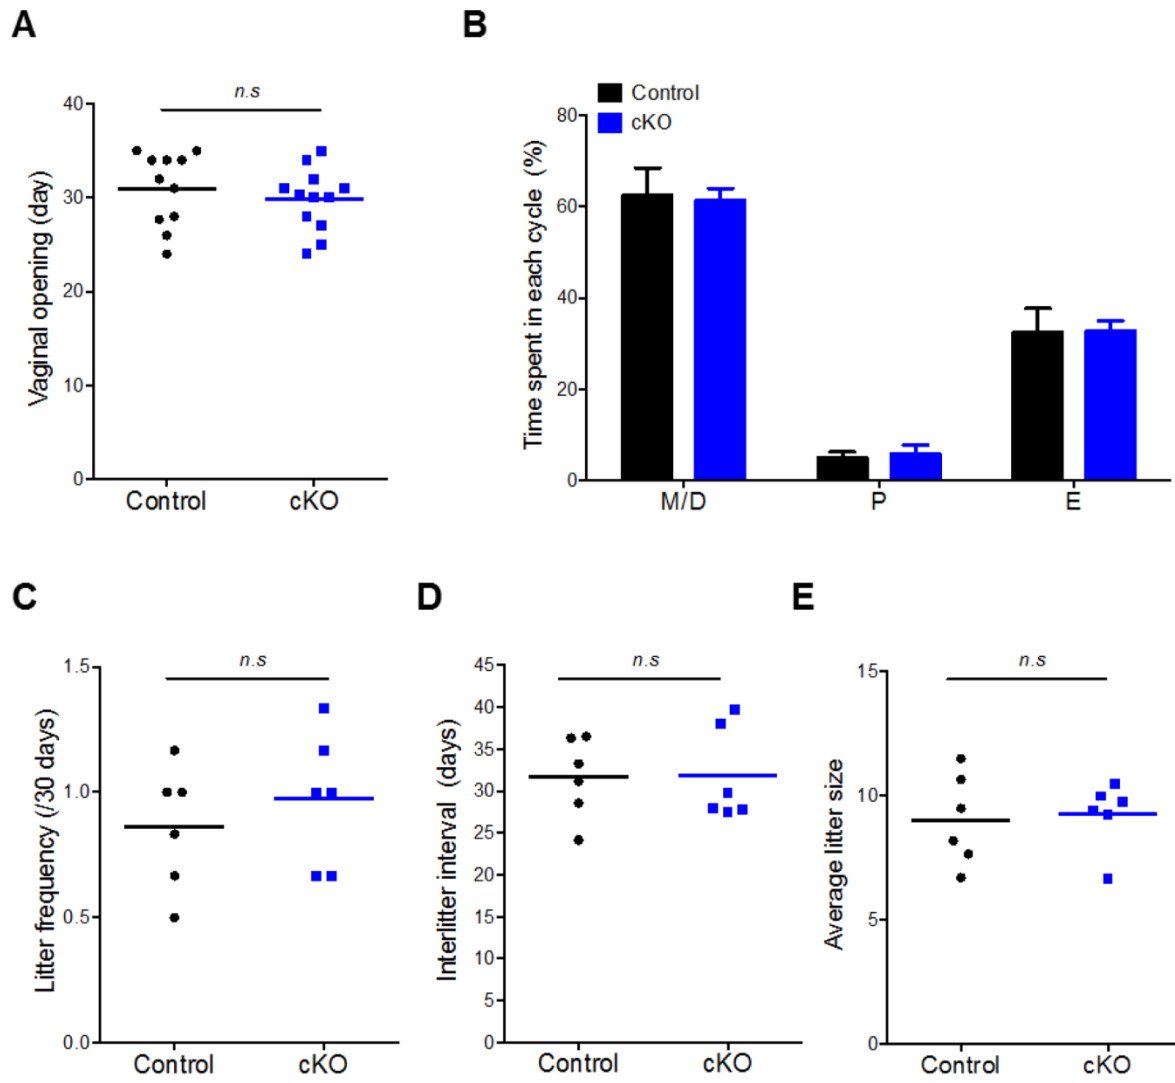 A
n.s
Vaginal opening (day)
40
30
20
10
0
Control cKO
B
Control
cKO
Time spent in each cycle (%)
80
60
40
20
0
M/D P E
C
n.s
Litter frequency (/30 days)
1.5
1.0
0.5
0.0
Control cKO
D
n.s
Interlitter interval (days)
45
40
35
30
25
20
15
10
5
0
Control cKO
E
n.s
Average litter size
15
10
5
0
Control cKO